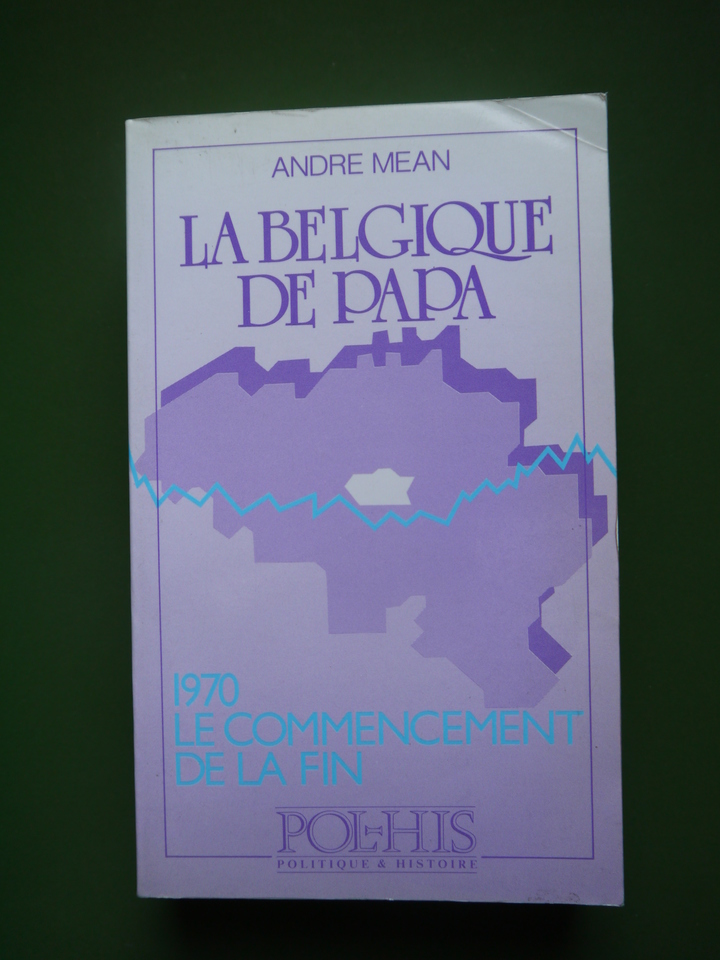 ANDRE MEAN
LA BELGIQUE
DE PAPA
1970
LE COMMENCEMENT
DE LA FIN
POL-HIS
POLITIQUE & HISTOIRE